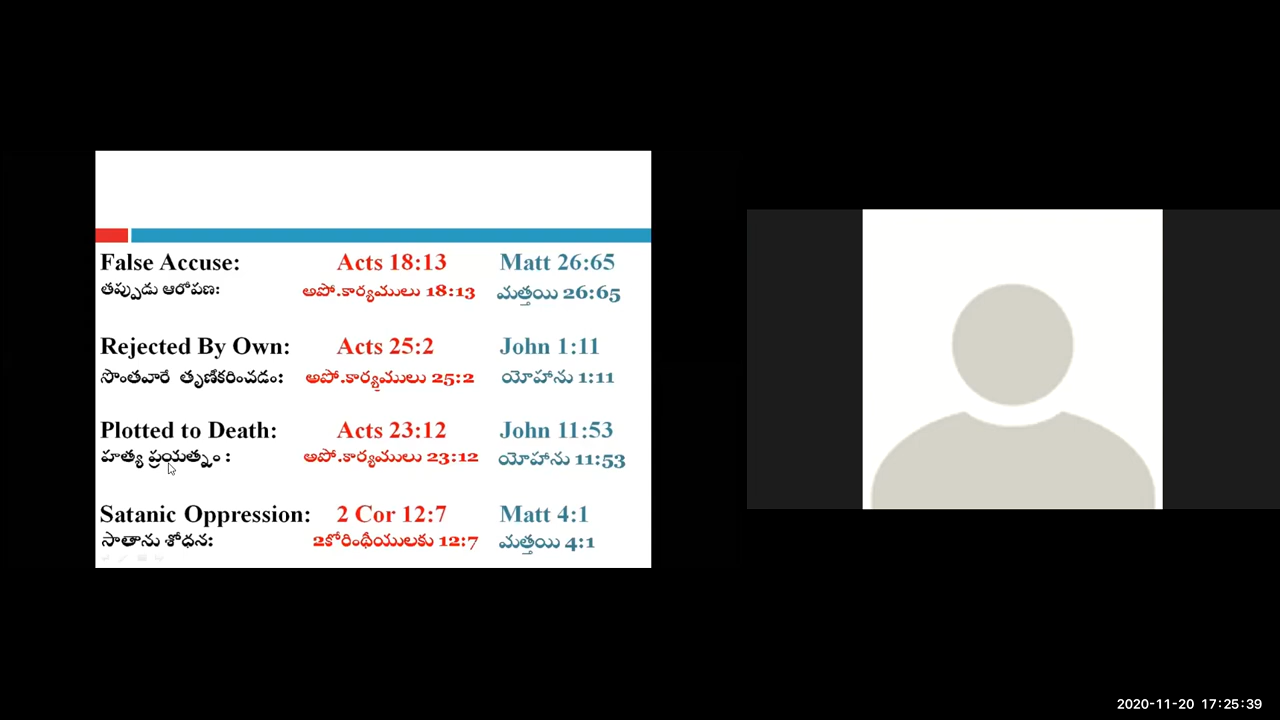 False Accuse: Acts 18:13 Matt 26:65
తప్పుడు ఆరోపణ: అపో.కార్యములు 18:13 మత్తయి 26:65
Rejected By Own: Acts 25:2 John 1:11
సొంతవారే తృణీకరించడం: అపో.కార్యములు 25:2 యోహాను 1:11
Plotted to Death: Acts 23:12 John 11:53
హత్య ప్రయత్నం : అపో.కార్యములు 23:12 యోహాను 11:53
Satanic Oppression: 2 Cor 12:7 Matt 4:1
సాతాను శోధన: 2కోరింథీయులకు 12:7 మత్తయి 4:1
2020-11-20 17:25:39